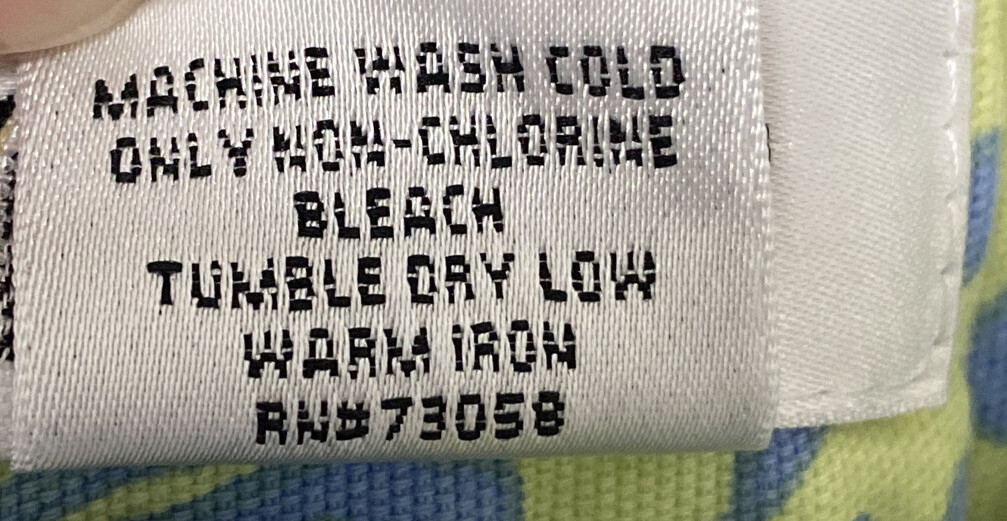 MACHINE WASH COLD
ONLY NON-CHLORINE
BLEACH
TUMBLE DRY LOW
WARM IRON
RN#73058